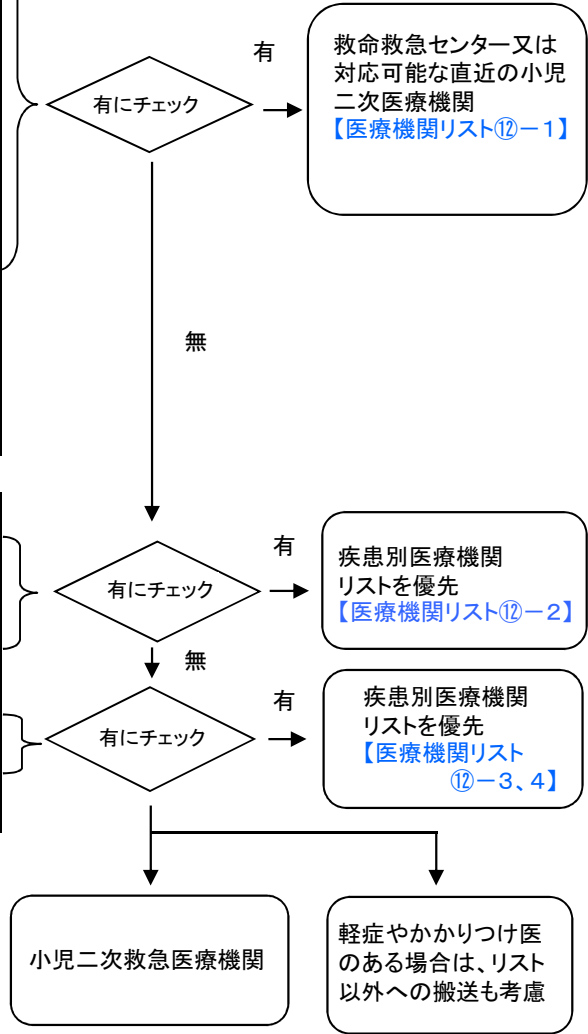 有
救命救急センター又は
対応可能な直近の小児
二次医療機関
【医療機関リスト⑫－1】
有にチェック
無
有
疾患別医療機関
リストを優先
【医療機関リスト⑫－2】
有にチェック
無
有
疾患別医療機関
リストを優先
【医療機関リスト
⑫－3、4】
有にチェック
小児二次救急医療機関
軽症やかかりつけ医
のある場合は、リスト
以外への搬送も考慮